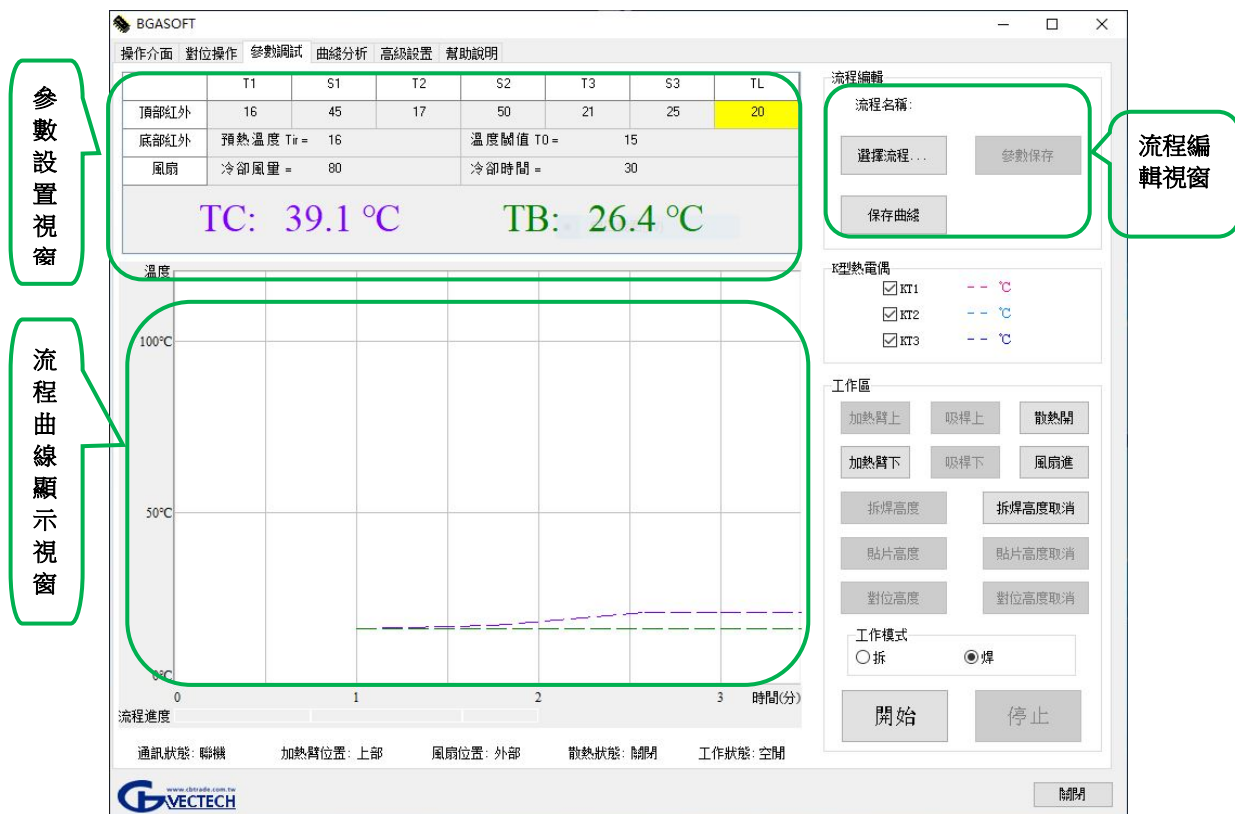 BGASOFT
操作介面 對位操作 參數調試 曲綫分析 高級設置 幫助說明
參數設置視窗
T1 S1 T2 S2 T3 S3 TL
頂部紅外 16 45 17 50 21 25 20
底部紅外 預熱溫度 Tir= 16 溫度閾值 T0= 15
風扇 冷卻風量 = 80 冷卻時間 = 30
TC: 39.1 °C TB: 26.4 °C
流程編輯
流程名稱:
選擇流程... 參數保存
保存曲綫
流程編輯視窗
K型熱電偶
KT1 -- °C
KT2 -- °C
KT3 -- °C
流程曲線顯示視窗
溫度
100°C
50°C
0°C
0 1 2 3 時間(分)
流程進度
工作區
加熱臂上 吸桿上 散熱開
加熱臂下 吸桿下 風扇進
拆焊高度 拆焊高度取消
貼片高度 貼片高度取消
對位高度 對位高度取消
工作模式
拆 焊
開始 停止
通訊狀態: 聯機 加熱臂位置: 上部 風扇位置: 外部 散熱狀態: 關閉 工作狀態: 空閒
www.cbtrade.com.tw
VECTECH
關閉